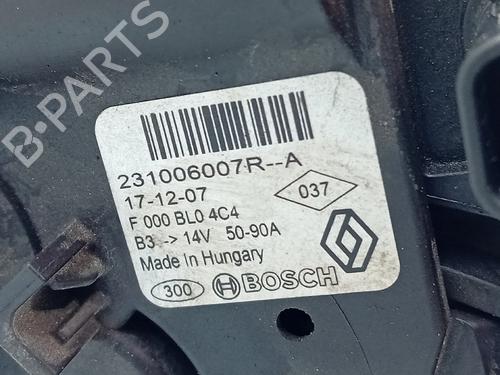 B-PARTS
231006007R--A
17-12-07
037
F 000 BL0 4C4
B3 -> 14V 50-90A
Made In Hungary
300 BOSCH